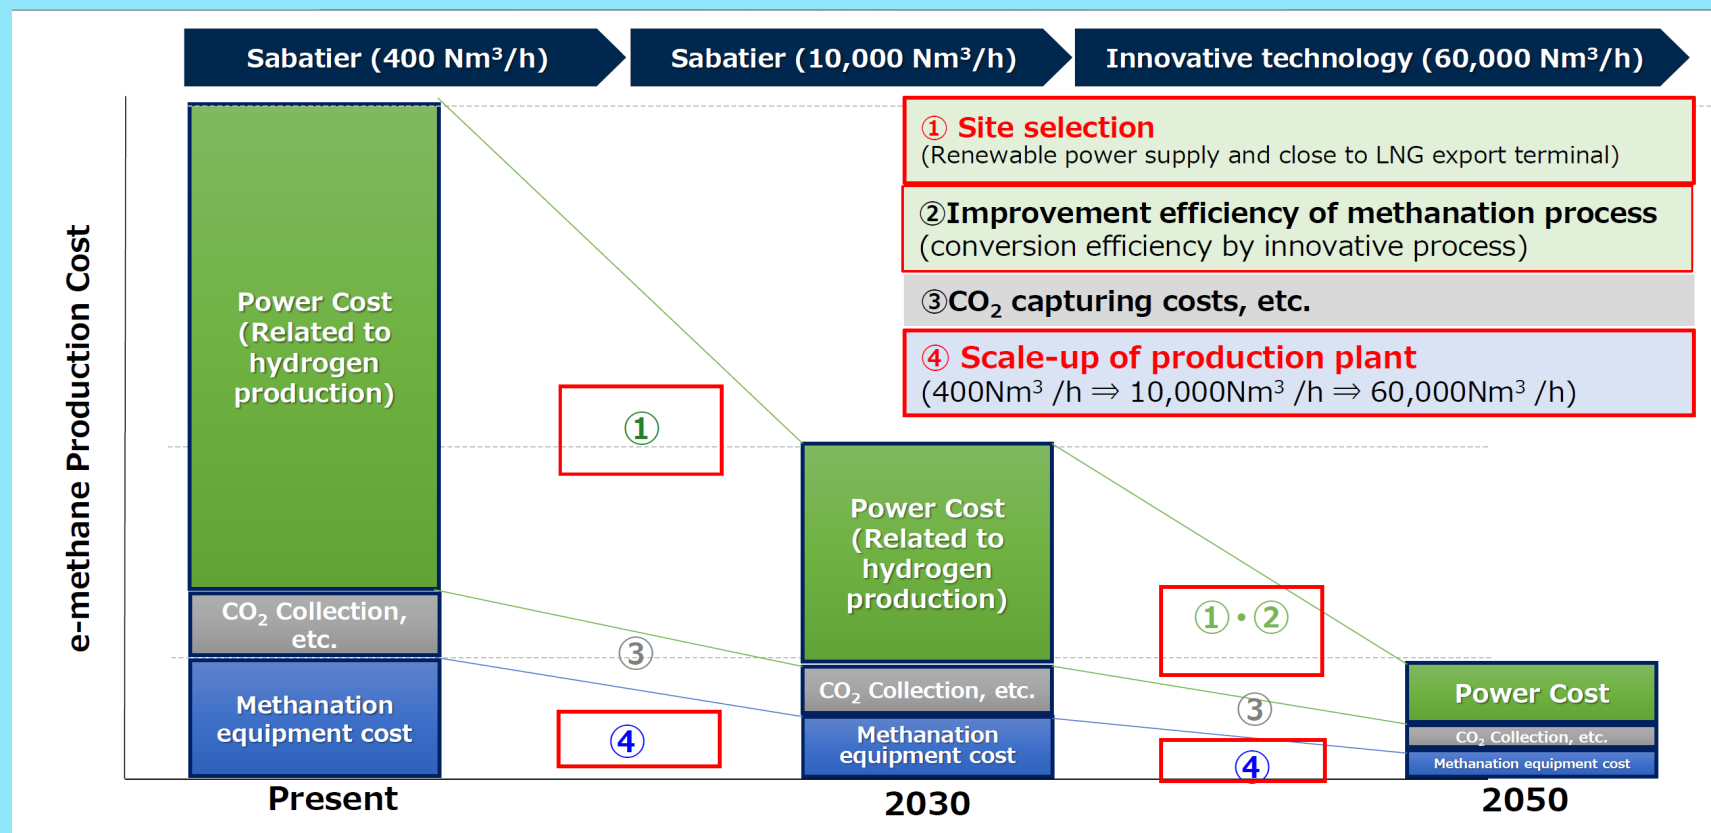 Sabatier (400 Nm³/h)
Sabatier (10,000 Nm³/h)
Innovative technology (60,000 Nm³/h)
e-methane Production Cost
① Site selection
(Renewable power supply and close to LNG export terminal)
②Improvement efficiency of methanation process
(conversion efficiency by innovative process)
③CO₂ capturing costs, etc.
④ Scale-up of production plant
(400Nm³ /h ⇒ 10,000Nm³ /h ⇒ 60,000Nm³ /h)
Power Cost
(Related to
hydrogen
production)
CO₂ Collection,
etc.
Methanation
equipment cost
①
③
④
Power Cost
(Related to
hydrogen
production)
CO₂ Collection, etc.
Methanation
equipment cost
①・②
③
④
Power Cost
CO₂ Collection, etc.
Methanation equipment cost
Present
2030
2050